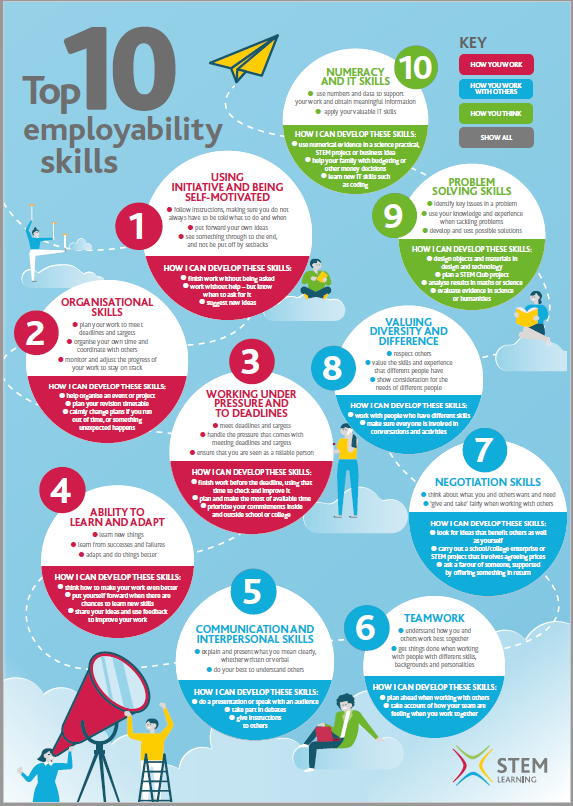 Top 10
employability
skills
KEY
HOW YOU WORK
HOW YOU WORK
WITH OTHERS
HOW YOU THINK
SHOW ALL
1
USING
INITIATIVE AND BEING
SELF-MOTIVATED
follow instructions, making sure you do not
always have to be told what to do and when
put forward your own ideas
see something through to the end,
and not be put off by setbacks
HOW I CAN DEVELOP THESE SKILLS:
finish work without being asked
work without help – but know
when to ask for it
suggest new ideas
2
ORGANISATIONAL
SKILLS
plan your work to meet
deadlines and targets
organise your own time and
coordinate with others
monitor and adjust the progress of
your work to stay on track
HOW I CAN DEVELOP THESE SKILLS:
help organise an event or project
plan your revision timetable
calmly change plans if you run
out of time, or something
unexpected happens
3
WORKING UNDER
PRESSURE AND
TO DEADLINES
meet deadlines and targets
handle the pressure that comes with
meeting deadlines and targets
ensure that you are seen as a reliable person
HOW I CAN DEVELOP THESE SKILLS:
finish work before the deadline, using that
time to check and improve it
plan and make the most of available time
prioritise your commitments inside
and outside school or college
4
ABILITY TO
LEARN AND ADAPT
learn new things
learn from successes and failures
adapt and do things better
HOW I CAN DEVELOP THESE SKILLS:
think how to make your work even better
put yourself forward when there are
chances to learn new skills
share your ideas and use feedback
to improve your work
5
COMMUNICATION AND
INTERPERSONAL SKILLS
explain and present what you mean clearly,
whether written or verbal
do your best to understand others
HOW I CAN DEVELOP THESE SKILLS:
do a presentation or speak with an audience
take part in debates
give instructions
to others
6
TEAMWORK
understand how you and
others work best together
get things done when working
with people with different skills,
backgrounds and personalities
HOW I CAN DEVELOP THESE SKILLS:
plan ahead when working with others
take account of how your team are
feeling when you work together
7
NEGOTIATION SKILLS
think about what you and others want and need
'give and take' fairly when working with others
HOW I CAN DEVELOP THESE SKILLS:
look for ideas that benefit others as well
as yourself
carry out a school/college enterprise or
STEM project that involves agreeing prices
ask a favour of someone, supported
by offering something in return
8
VALUING
DIVERSITY AND
DIFFERENCE
respect others
value the skills and experience
that different people have
show consideration for the
needs of different people
HOW I CAN DEVELOP THESE SKILLS:
work with people who have different skills
make sure everyone is involved in
conversations and activities
9
PROBLEM
SOLVING SKILLS
identify key issues in a problem
use your knowledge and experience
when tackling problems
develop and test possible solutions
HOW I CAN DEVELOP THESE SKILLS:
design objects and materials in
design and technology
plan a STEM Club project
analyse results in maths or science
evaluate evidence in science
or humanities
10
NUMERACY
AND IT SKILLS
use numbers and data to support
your work and obtain meaningful information
apply your valuable IT skills
HOW I CAN DEVELOP THESE SKILLS:
use numerical evidence in a science practical,
STEM project or business idea
help your family with budgeting or
other money decisions
learn new IT skills such
as coding
STEM
LEARNING